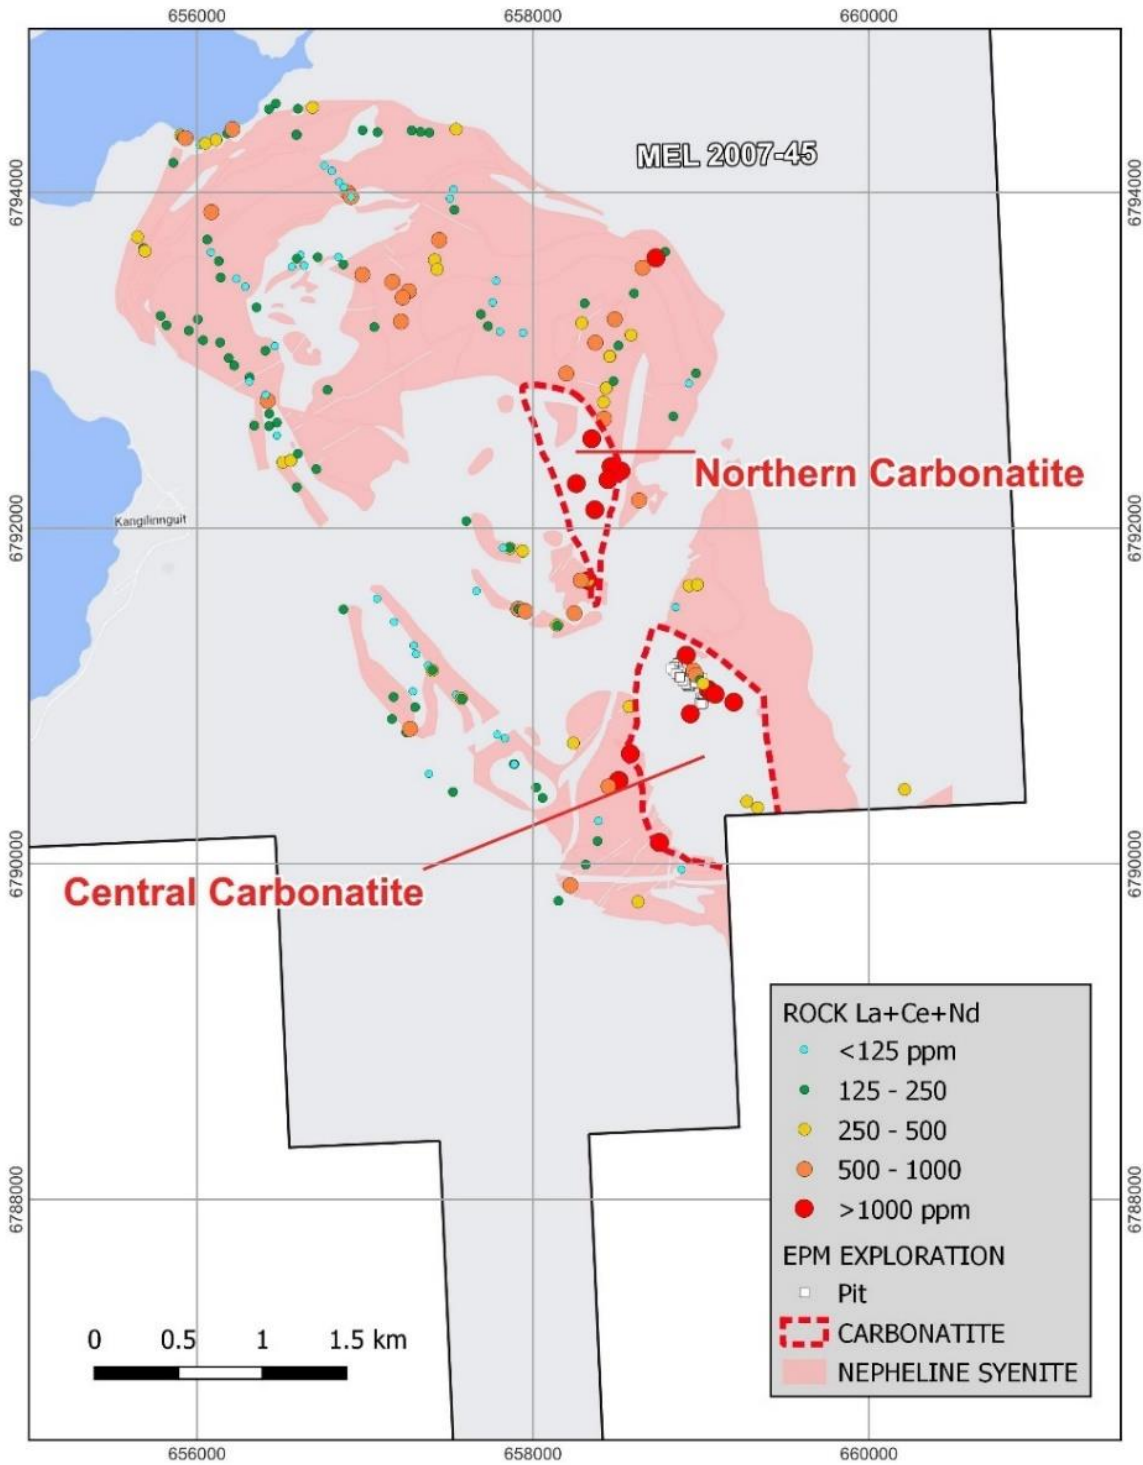 656000
658000
660000
MEL 2007-45
6794000
6794000
Northern Carbonatite
6792000
6792000
Kangilinnguit
6790000
6790000
Central Carbonatite
ROCK La+Ce+Nd
<125 ppm
125 - 250
250 - 500
500 - 1000
>1000 ppm
EPM EXPLORATION
Pit
CARBONATITE
NEPHELINE SYENITE
6788000
6788000
0 0.5 1 1.5 km
656000
658000
660000